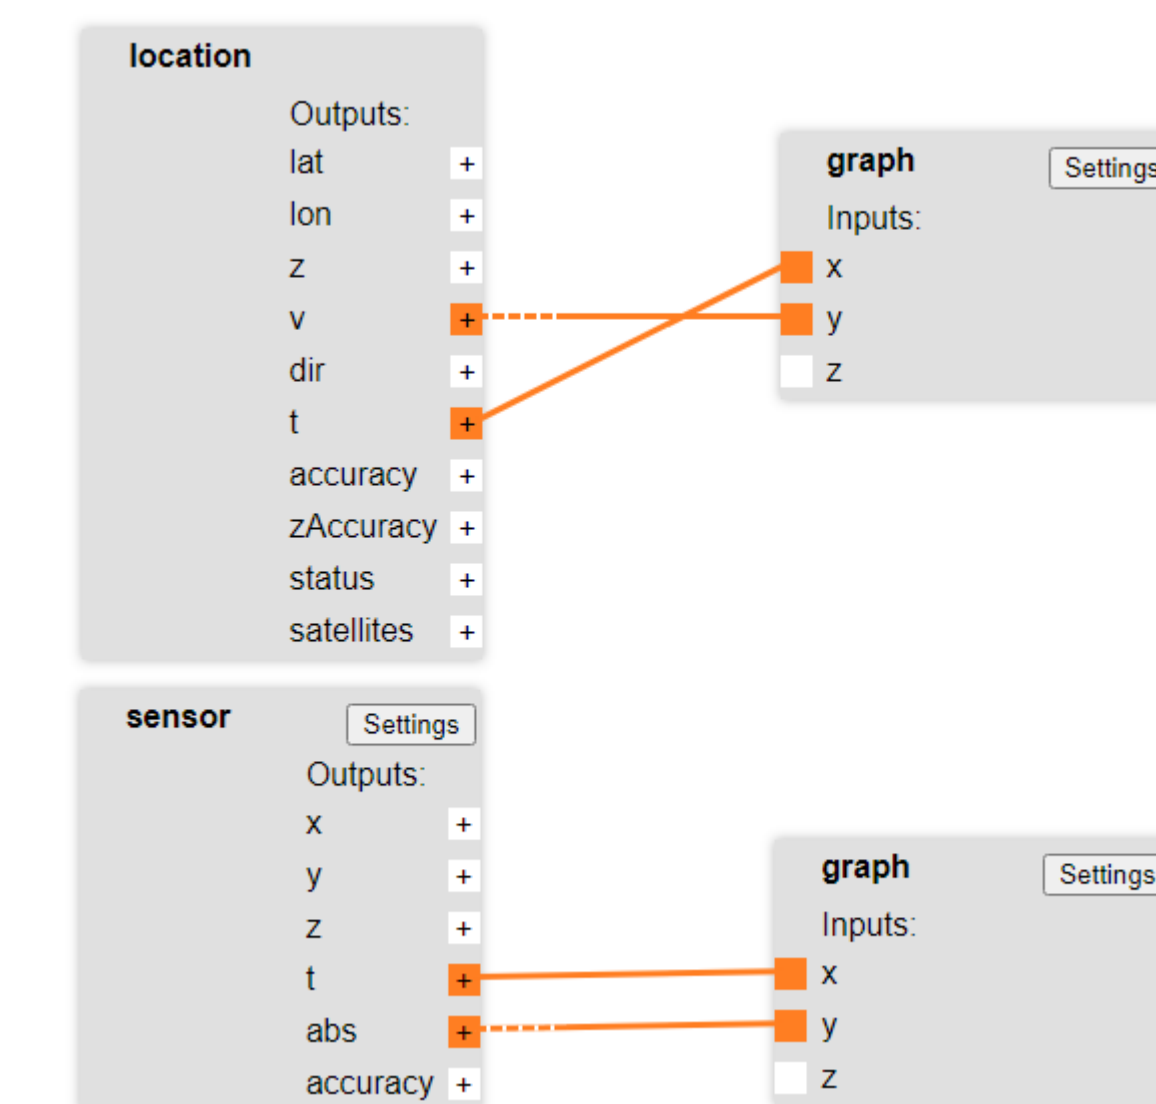 location
Outputs:
lat +
lon +
z +
v +
dir +
t +
accuracy +
zAccuracy +
status +
satellites +
graph Settings
Inputs:
x
y
z
sensor Settings
Outputs:
x +
y +
z +
t +
abs +
accuracy +
graph Settings
Inputs:
x
y
z